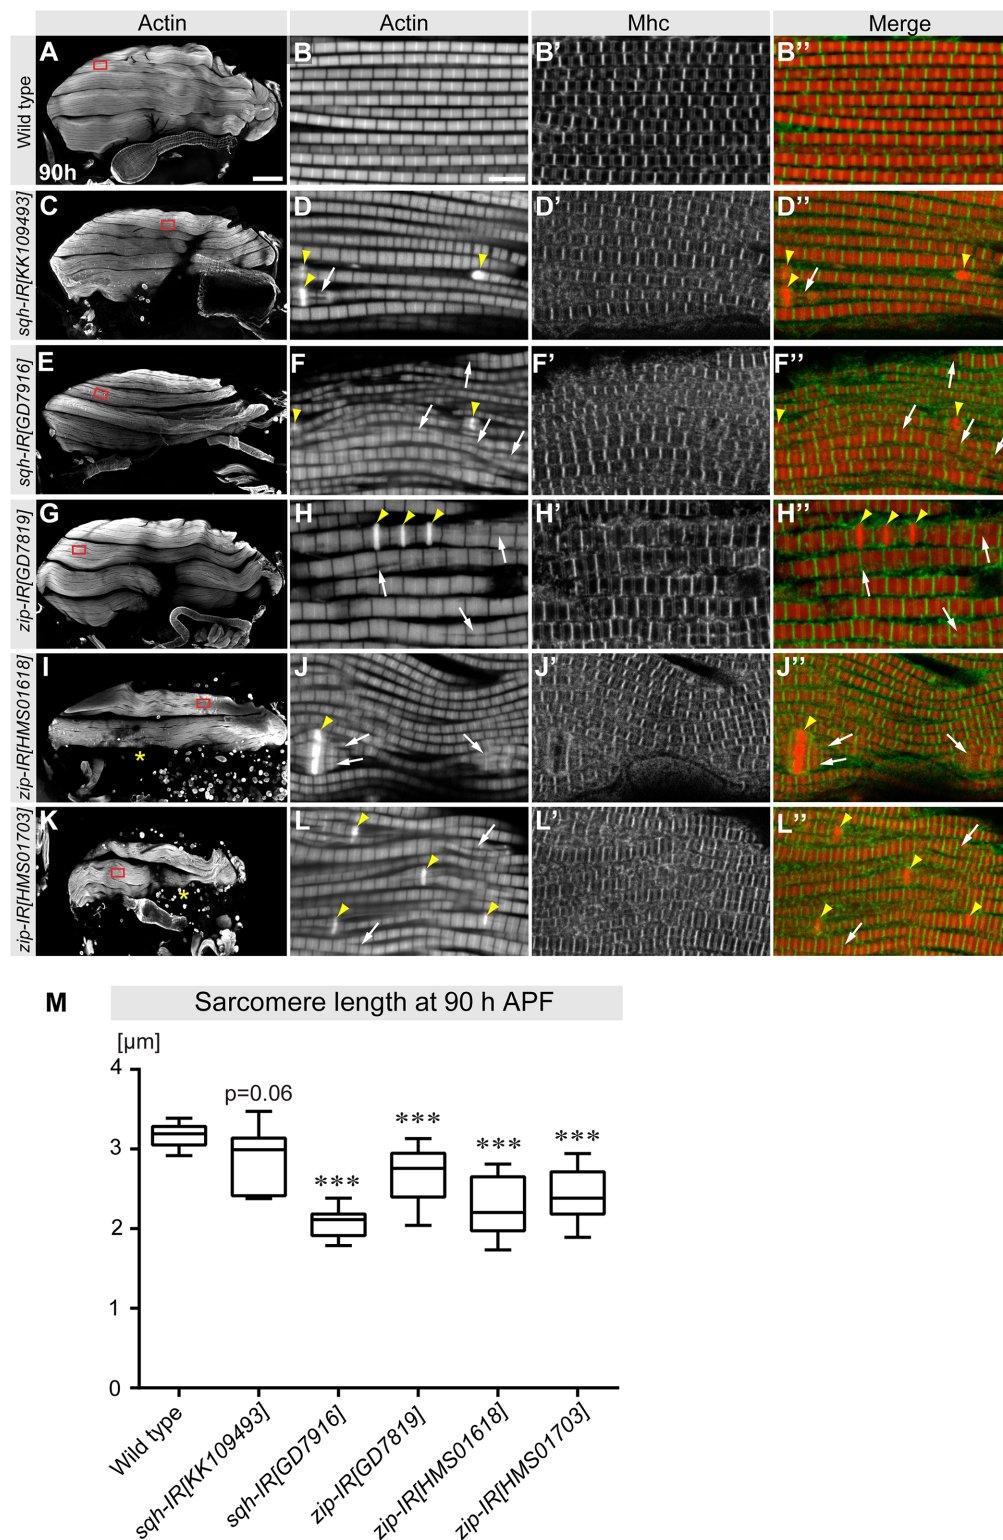 Actin Actin Mhc Merge
Wild type
A B B' B''
90h
sqh-IR[KK109493]
C D D' D''
sqh-IR[GD7916]
E F F' F''
zip-IR[GD7819]
G H H' H''
zip-IR[HMS01618]
I J J' J''
*
zip-IR[HMS01703]
K L L' L''
*
M Sarcomere length at 90 h APF
[µm]
4
p=0.06
*** *** *** ***
3
2
1
0
Wild type
sqh-IR[KK109493]
sqh-IR[GD7916]
zip-IR[GD7819]
zip-IR[HMS01618]
zip-IR[HMS01703]